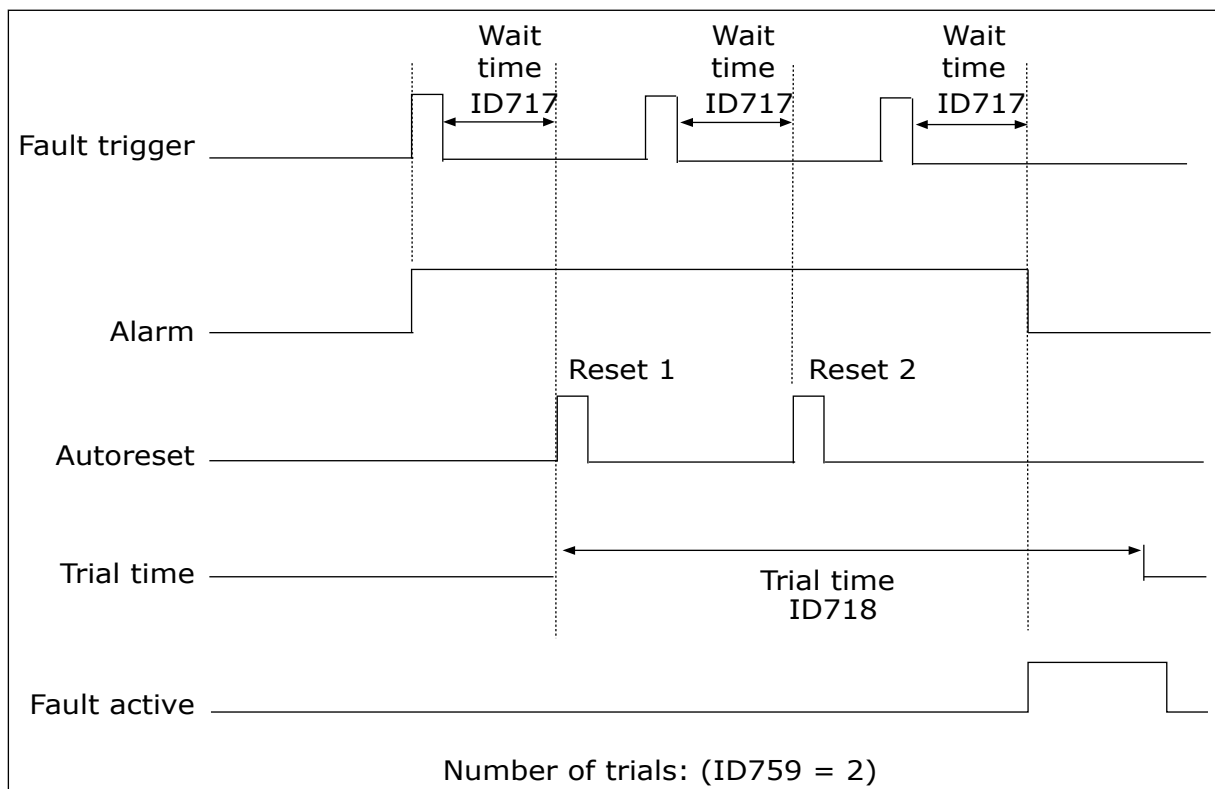 Wait
time
ID717
Wait
time
ID717
Wait
time
ID717
Fault trigger
Alarm
Reset 1
Reset 2
Autoreset
Trial time
Trial time
ID718
Fault active
Number of trials: (ID759 = 2)